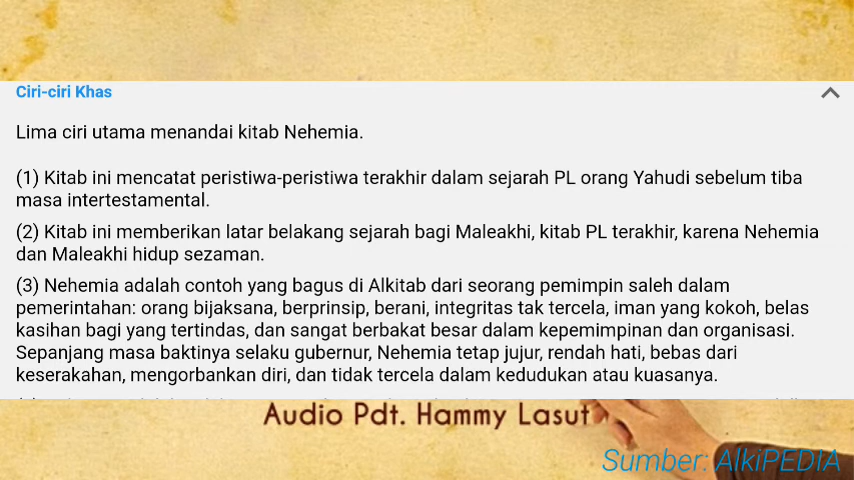 Ciri-ciri Khas
Lima ciri utama menandai kitab Nehemia.
(1) Kitab ini mencatat peristiwa-peristiwa terakhir dalam sejarah PL orang Yahudi sebelum tiba
masa intertestamental.
(2) Kitab ini memberikan latar belakang sejarah bagi Maleakhi, kitab PL terakhir, karena Nehemia
dan Maleakhi hidup sezaman.
(3) Nehemia adalah contoh yang bagus di Alkitab dari seorang pemimpin saleh dalam
pemerintahan: orang bijaksana, berprinsip, berani, integritas tak tercela, iman yang kokoh, belas
kasihan bagi yang tertindas, dan sangat berbakat besar dalam kepemimpinan dan organisasi.
Sepanjang masa baktinya selaku gubernur, Nehemia tetap jujur, rendah hati, bebas dari
keserakahan, mengorbankan diri, dan tidak tercela dalam kedudukan atau kuasanya.
Audio Pdt. Hammy Lasut
Sumber: AlkiPEDIA